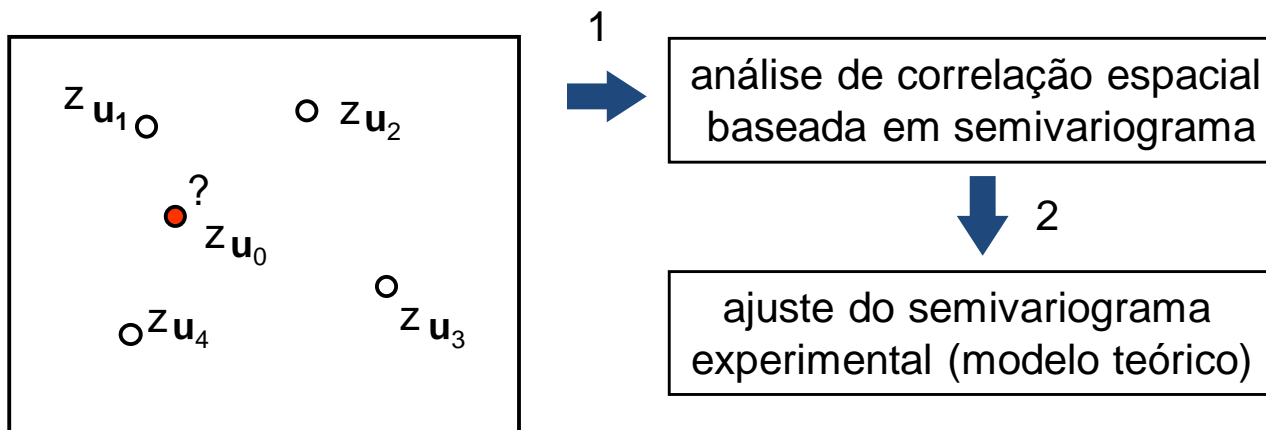 z u₁
z u₂
?
z u₀
z u₃
z u₄
1
análise de correlação espacial
baseada em semivariograma
2
ajuste do semivariograma
experimental (modelo teórico)